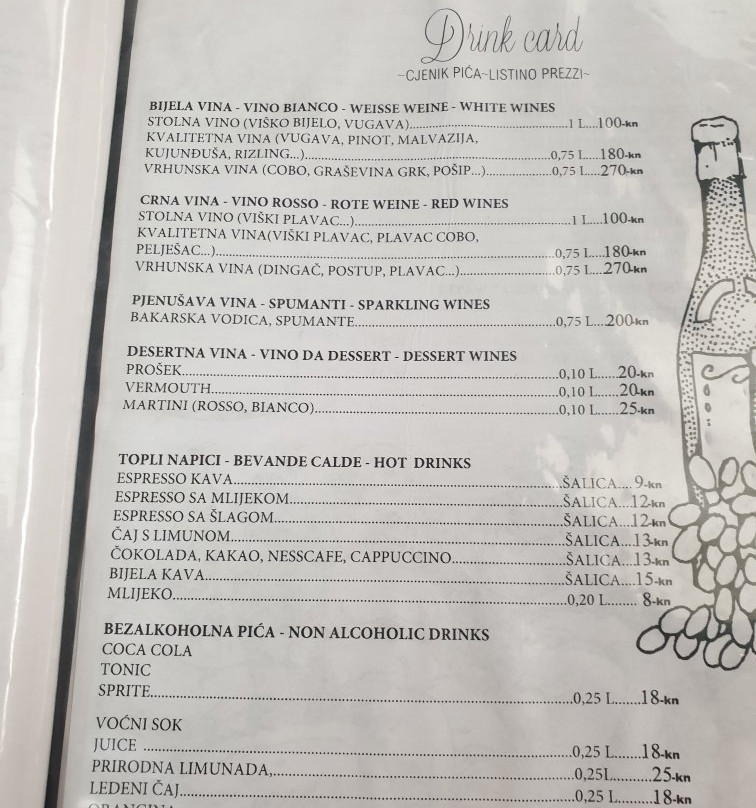 Drink card
~CJENIK PIĆA~LISTINO PREZZI~
BIJELA VINA - VINO BIANCO - WEISSE WEINE - WHITE WINES
STOLNA VINO (VIŠKO BIJELO, VUGAVA)..........1 L....100-kn
KVALITETNA VINA (VUGAVA, PINOT, MALVAZIJA,
KUJUNĐUŠA, RIZLING...)..........0,75 L.....180-kn
VRHUNSKA VINA (COBO, GRAŠEVINA GRK, POŠIP...)..........0,75 L....270-kn
CRNA VINA - VINO ROSSO - ROTE WEINE - RED WINES
STOLNA VINO (VIŠKI PLAVAC...)..........1 L....100-kn
KVALITETNA VINA(VIŠKI PLAVAC, PLAVAC COBO,
PELJEŠAC...)..........0,75 L....180-kn
VRHUNSKA VINA (DINGAČ, POSTUP, PLAVAC...)..........0,75 L....270-kn
PJENUŠAVA VINA - SPUMANTI - SPARKLING WINES
BAKARSKA VODICA, SPUMANTE..........0,75 L....200-kn
DESERTNA VINA - VINO DA DESSERT - DESSERT WINES
PROŠEK..........0,10 L......20-kn
VERMOUTH..........0,10 L......20-kn
MARTINI (ROSSO, BIANCO)..........0,10 L......25-kn
TOPLI NAPICI - BEVANDE CALDE - HOT DRINKS
ESPRESSO KAVA..........ŠALICA....9-kn
ESPRESSO SA MLIJEKOM..........ŠALICA...12-kn
ESPRESSO SA ŠLAGOM..........ŠALICA...12-kn
ČAJ S LIMUNOM..........ŠALICA...13-kn
ČOKOLADA, KAKAO, NESSCAFE, CAPPUCCINO..........ŠALICA...13-kn
BIJELA KAVA..........ŠALICA....15-kn
MLIJEKO..........0,20 L........ 8-kn
BEZALKOHOLNA PIĆA - NON ALCOHOLIC DRINKS
COCA COLA
TONIC
SPRITE..........0,25 L.......18-kn
VOĆNI SOK
JUICE ..........0,25 L.......18-kn
PRIRODNA LIMUNADA,..........0,25L........25-kn
LEDENI ČAJ..........0,25 L.......18-kn